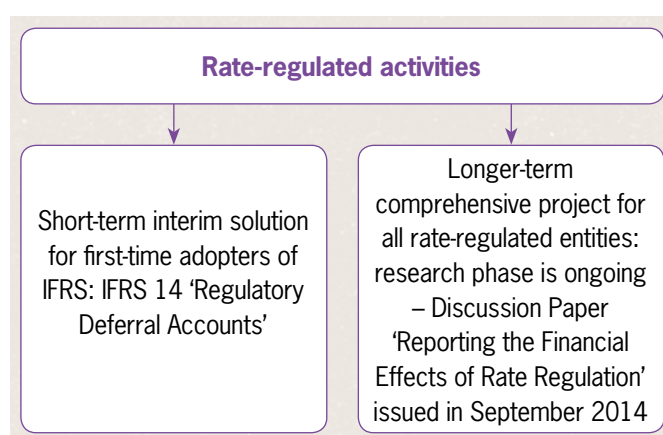 Rate-regulated activities
Short-term interim solution
for first-time adopters of
IFRS: IFRS 14 ‘Regulatory
Deferral Accounts’
Longer-term
comprehensive project for
all rate-regulated entities:
research phase is ongoing
– Discussion Paper
‘Reporting the Financial
Effects of Rate Regulation’
issued in September 2014